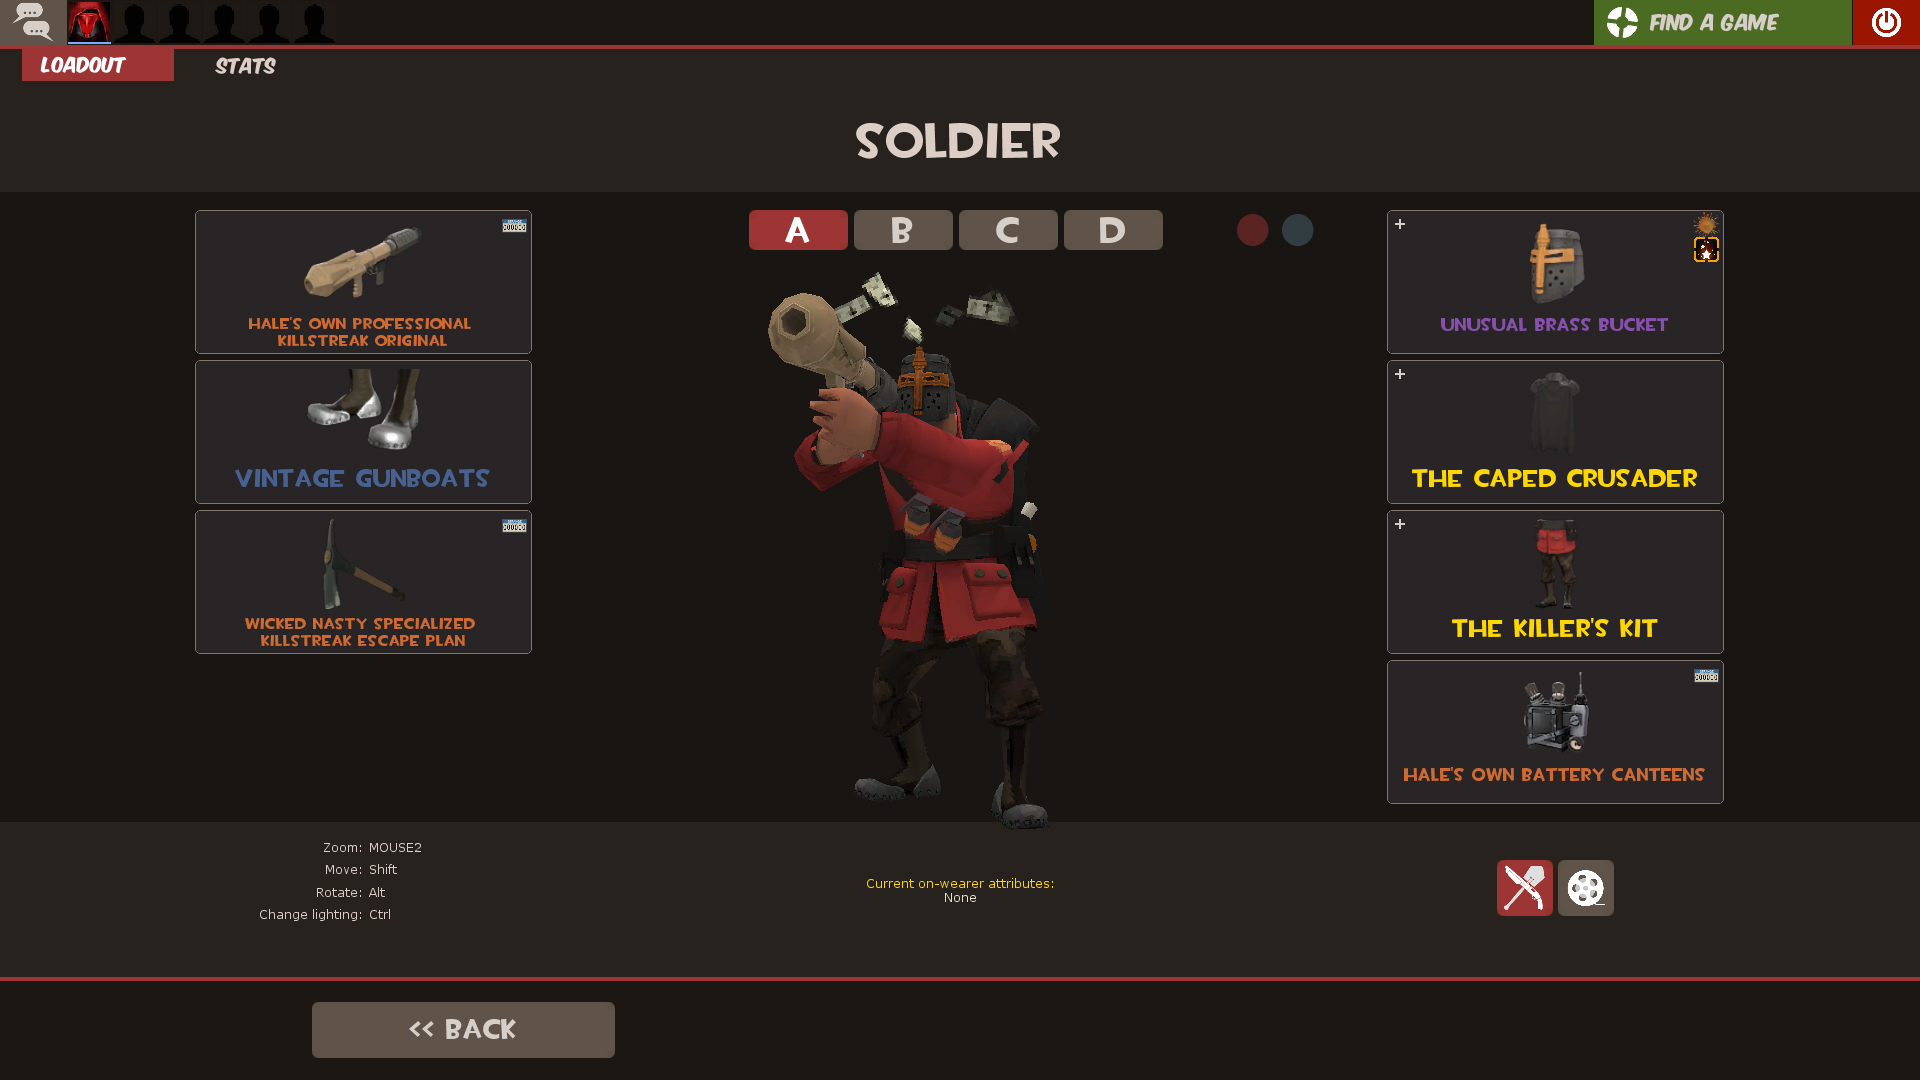 FIND A GAME
LOADOUT
STATS
SOLDIER
A
B
C
D
HALE'S OWN PROFESSIONAL
KILLSTREAK ORIGINAL
VINTAGE GUNBOATS
WICKED NASTY SPECIALIZED
KILLSTREAK ESCAPE PLAN
UNUSUAL BRASS BUCKET
THE CAPED CRUSADER
THE KILLER'S KIT
HALE'S OWN BATTERY CANTEENS
Zoom: MOUSE2
Move: Shift
Rotate: Alt
Change lighting: Ctrl
Current on-wearer attributes:
None
<< BACK